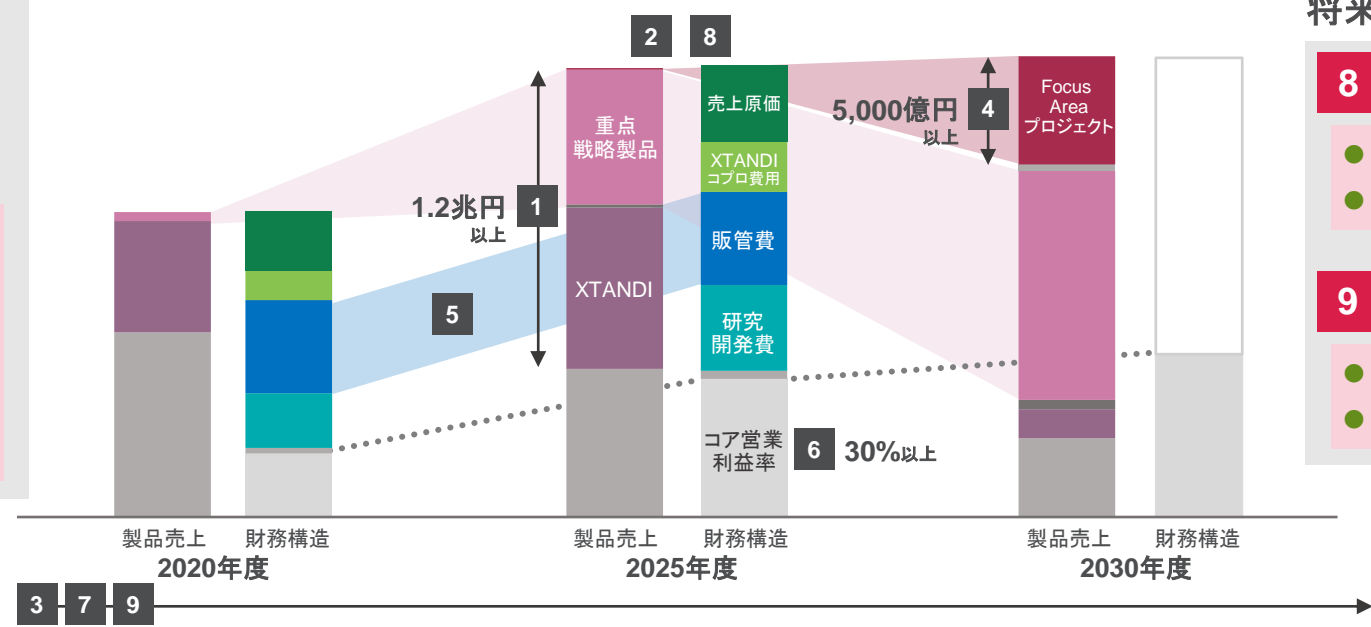 将来
2
8
8
売上原価
5,000億円
以上
4
Focus
Area
プロジェクト
重点
戦略製品
XTANDI
コプロ費用
1.2兆円
以上
1
販管費
XTANDI
5
研究
開発費
9
コア営業
利益率
6
30%以上
製品売上
財務構造
製品売上
財務構造
製品売上
財務構造
2020年度
2025年度
2030年度
3
7
9